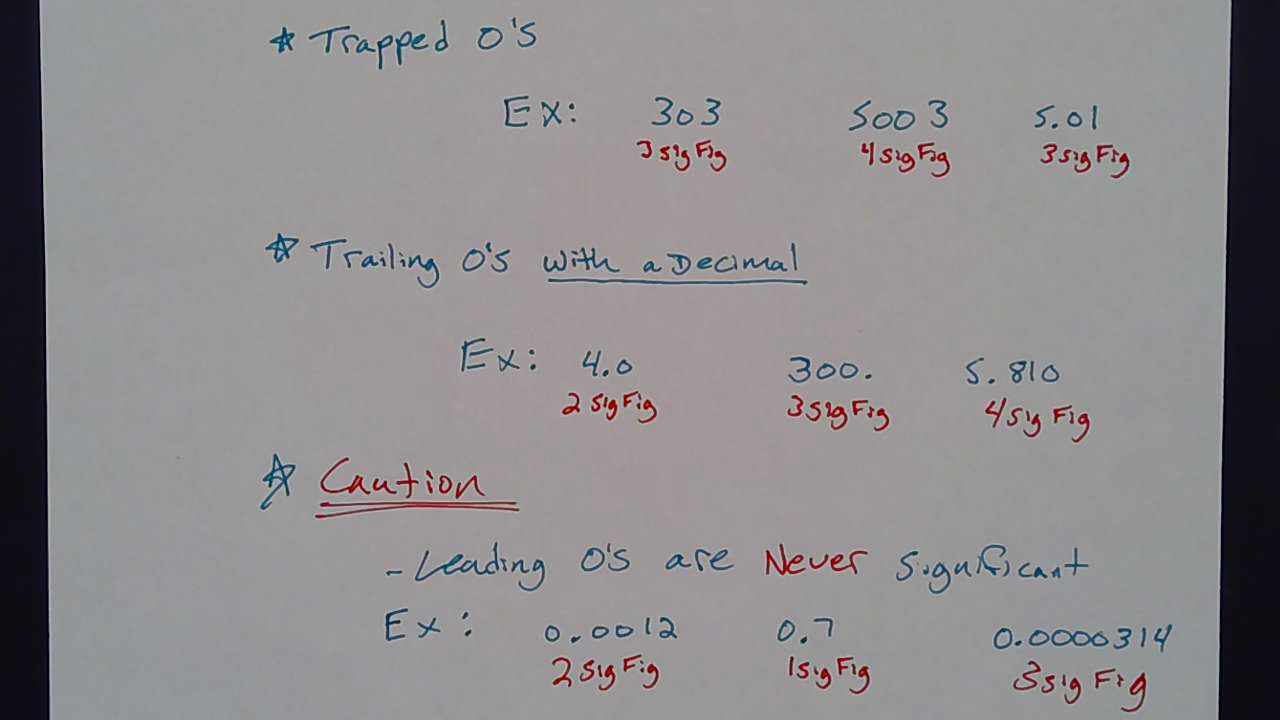 ☆ Trapped 0's
Ex: 303 5003 5.01
3 sig Fig 4 sig Fig 3 sig Fig
☆ Trailing 0's with a Decimal
Ex: 4.0 300. 5.810
2 sig Fig 3 sig Fig 4 sig Fig
☆ Caution
- Leading 0's are Never significant
Ex: 0.0012 0.7 0.0000314
2 sig Fig 1 sig Fig 3 sig Fig